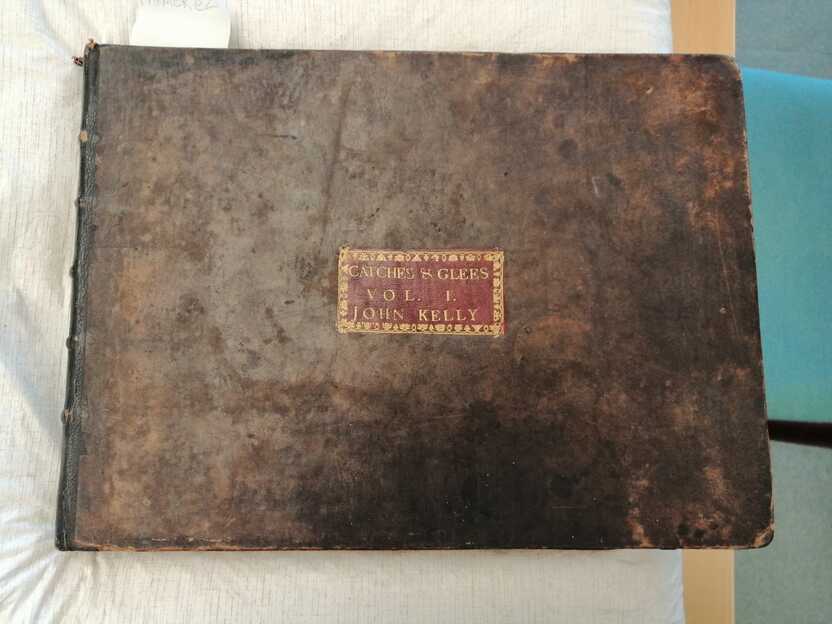 CATCHES & GLEES
VOL. I.
JOHN KELLY